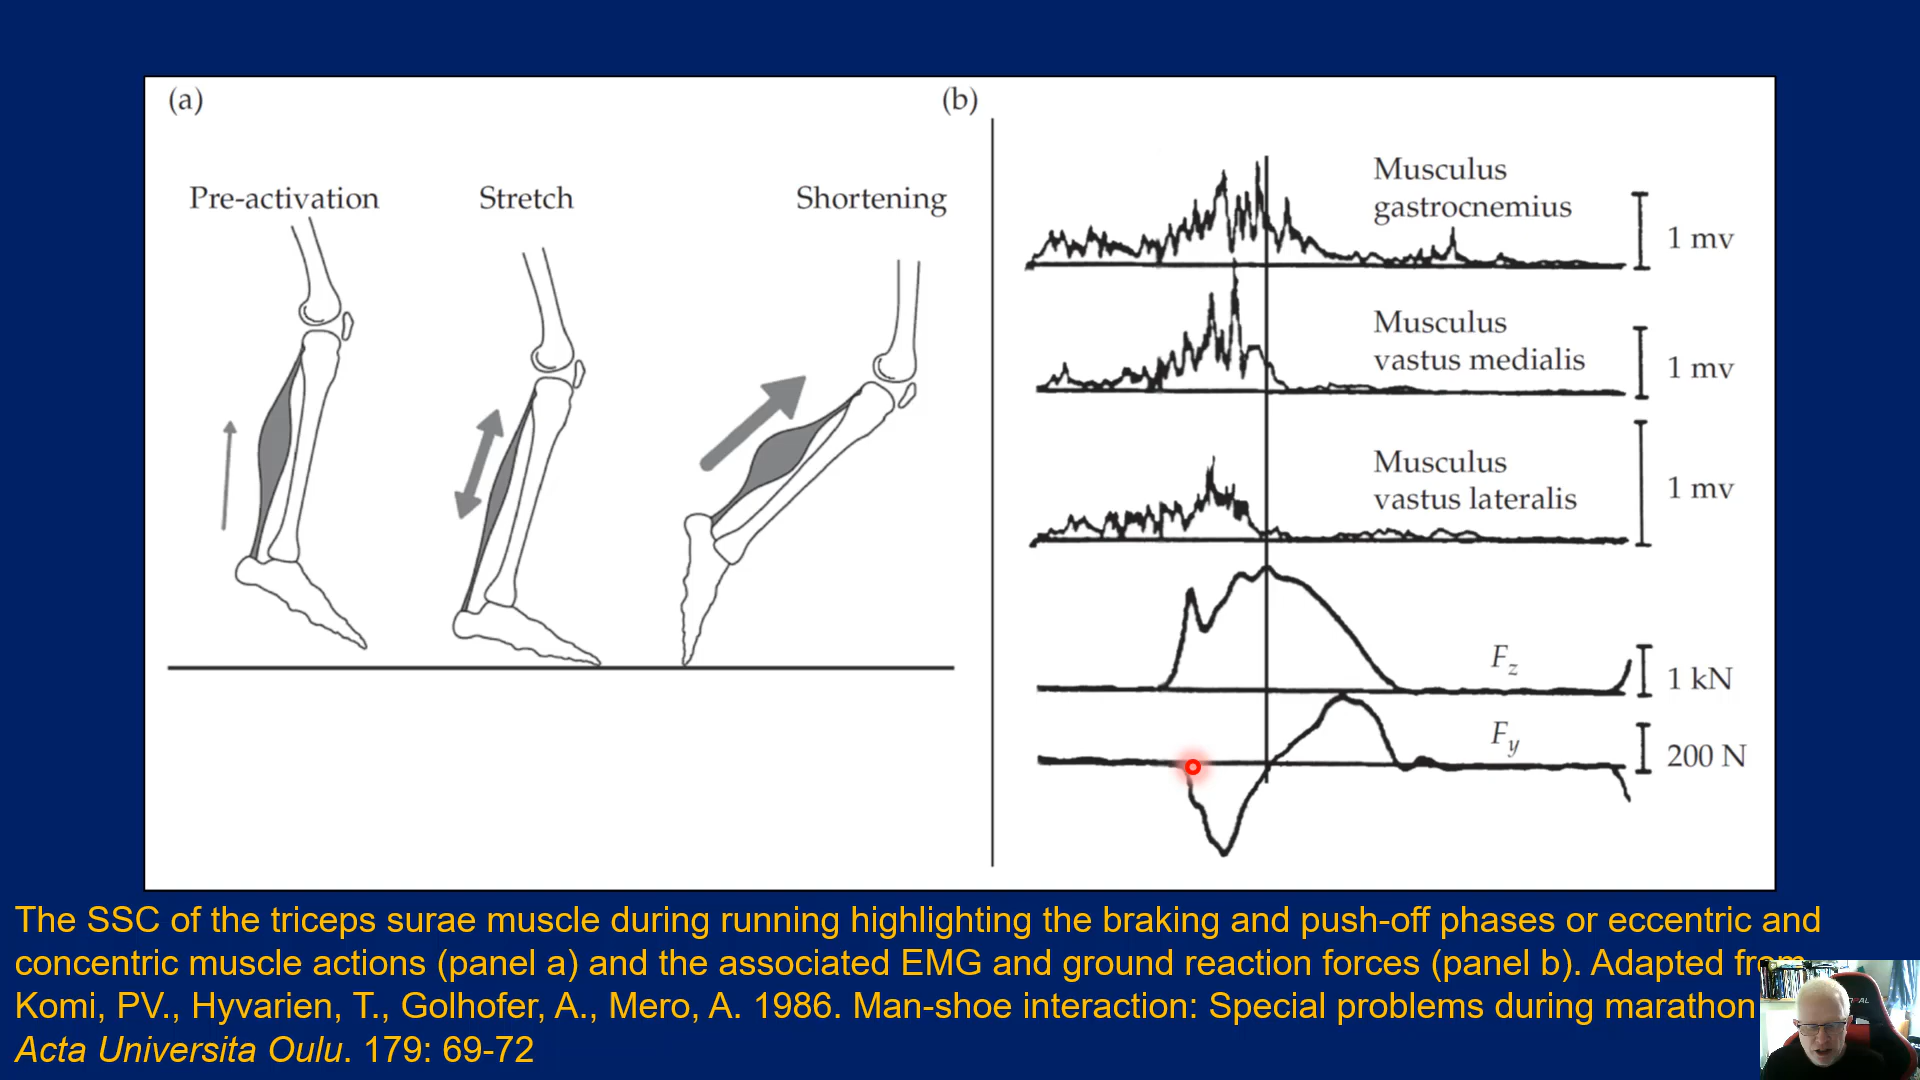 (a)
(b)
Pre-activation
Stretch
Shortening
Musculus
gastrocnemius
1 mv
Musculus
vastus medialis
1 mv
Musculus
vastus lateralis
1 mv
Fz
1 kN
Fy
200 N
The SSC of the triceps surae muscle during running highlighting the braking and push-off phases or eccentric and
concentric muscle actions (panel a) and the associated EMG and ground reaction forces (panel b). Adapted from
Komi, PV., Hyvarien, T., Golhofer, A., Mero, A. 1986. Man-shoe interaction: Special problems during marathon
Acta Universita Oulu. 179: 69-72